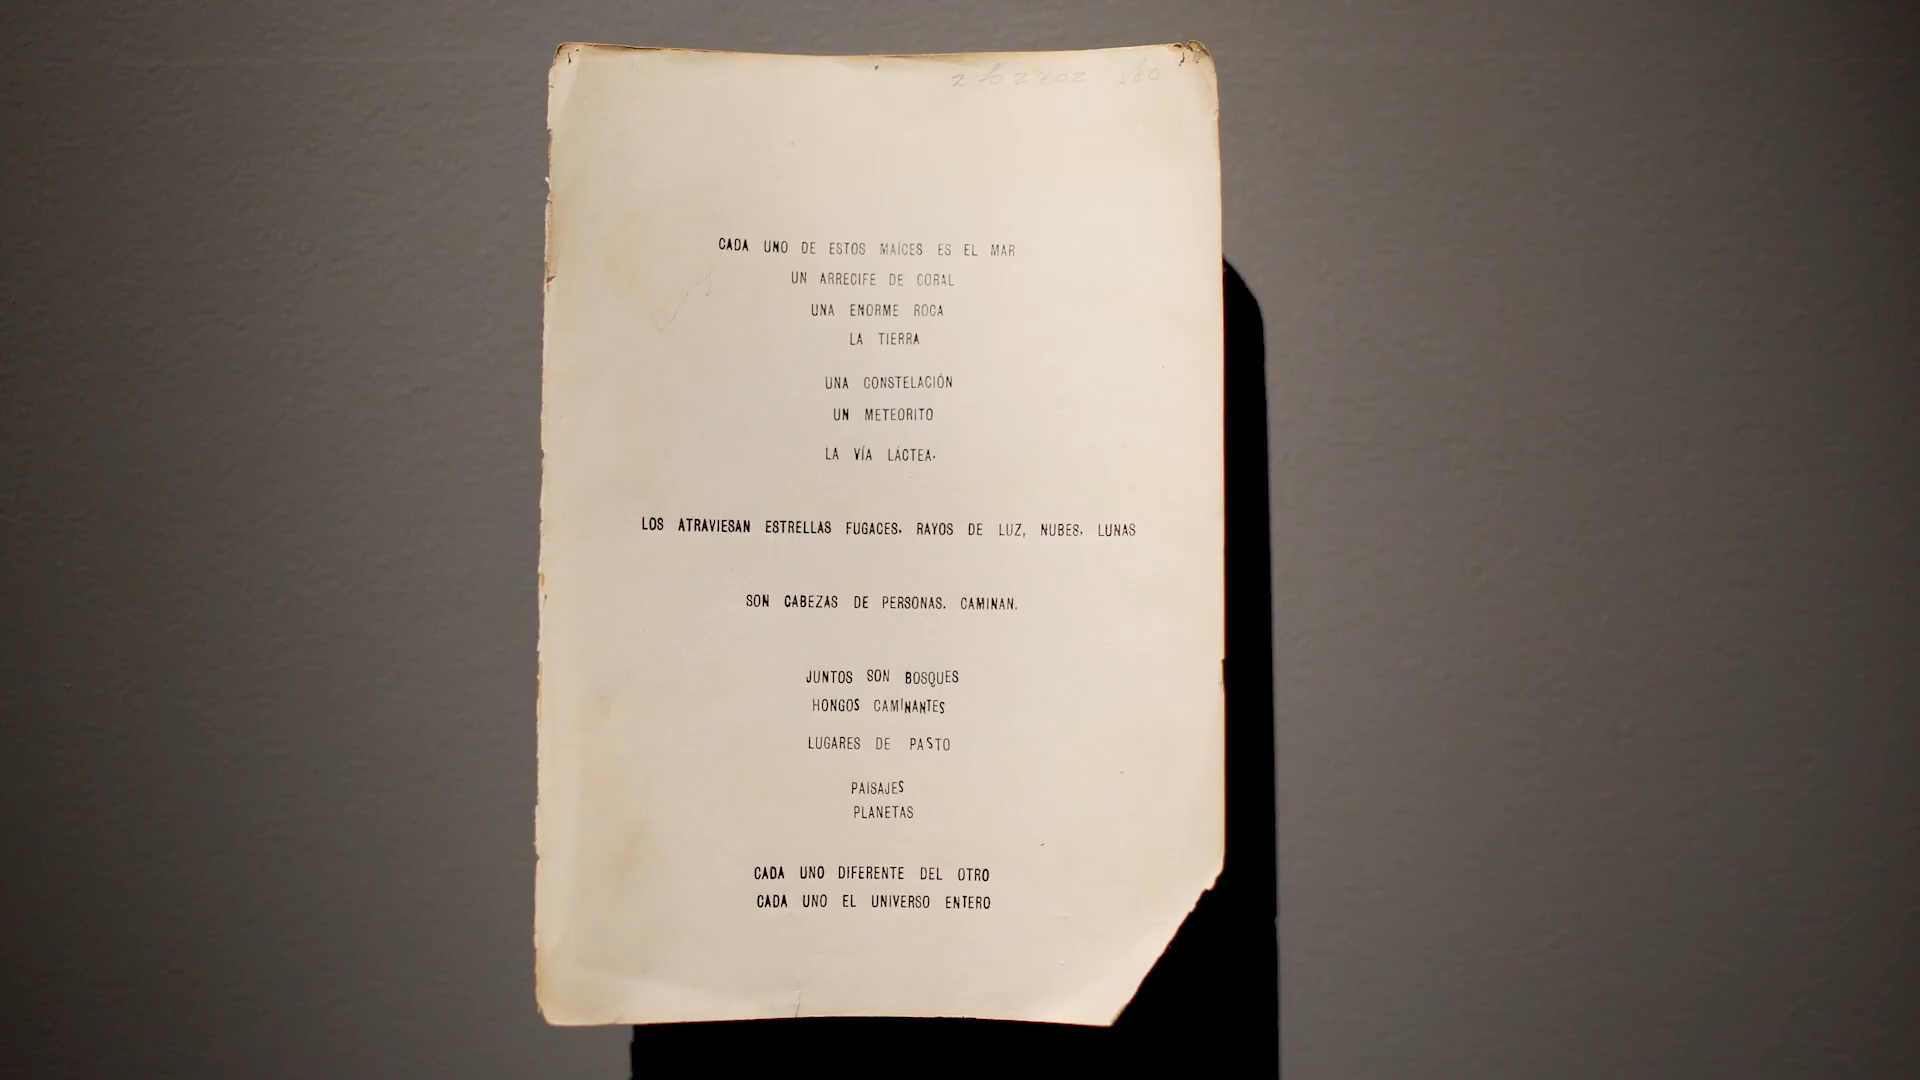 CADA UNO DE ESTOS MAÍCES ES EL MAR
UN ARRECIFE DE CORAL
UNA ENORME ROCA
LA TIERRA
UNA CONSTELACIÓN
UN METEORITO
LA VÍA LÁCTEA.
LOS ATRAVIESAN ESTRELLAS FUGACES, RAYOS DE LUZ, NUBES, LUNAS
SON CABEZAS DE PERSONAS. CAMINAN.
JUNTOS SON BOSQUES
HONGOS CAMINANTES
LUGARES DE PASTO
PAISAJES
PLANETAS
CADA UNO DIFERENTE DEL OTRO
CADA UNO EL UNIVERSO ENTERO